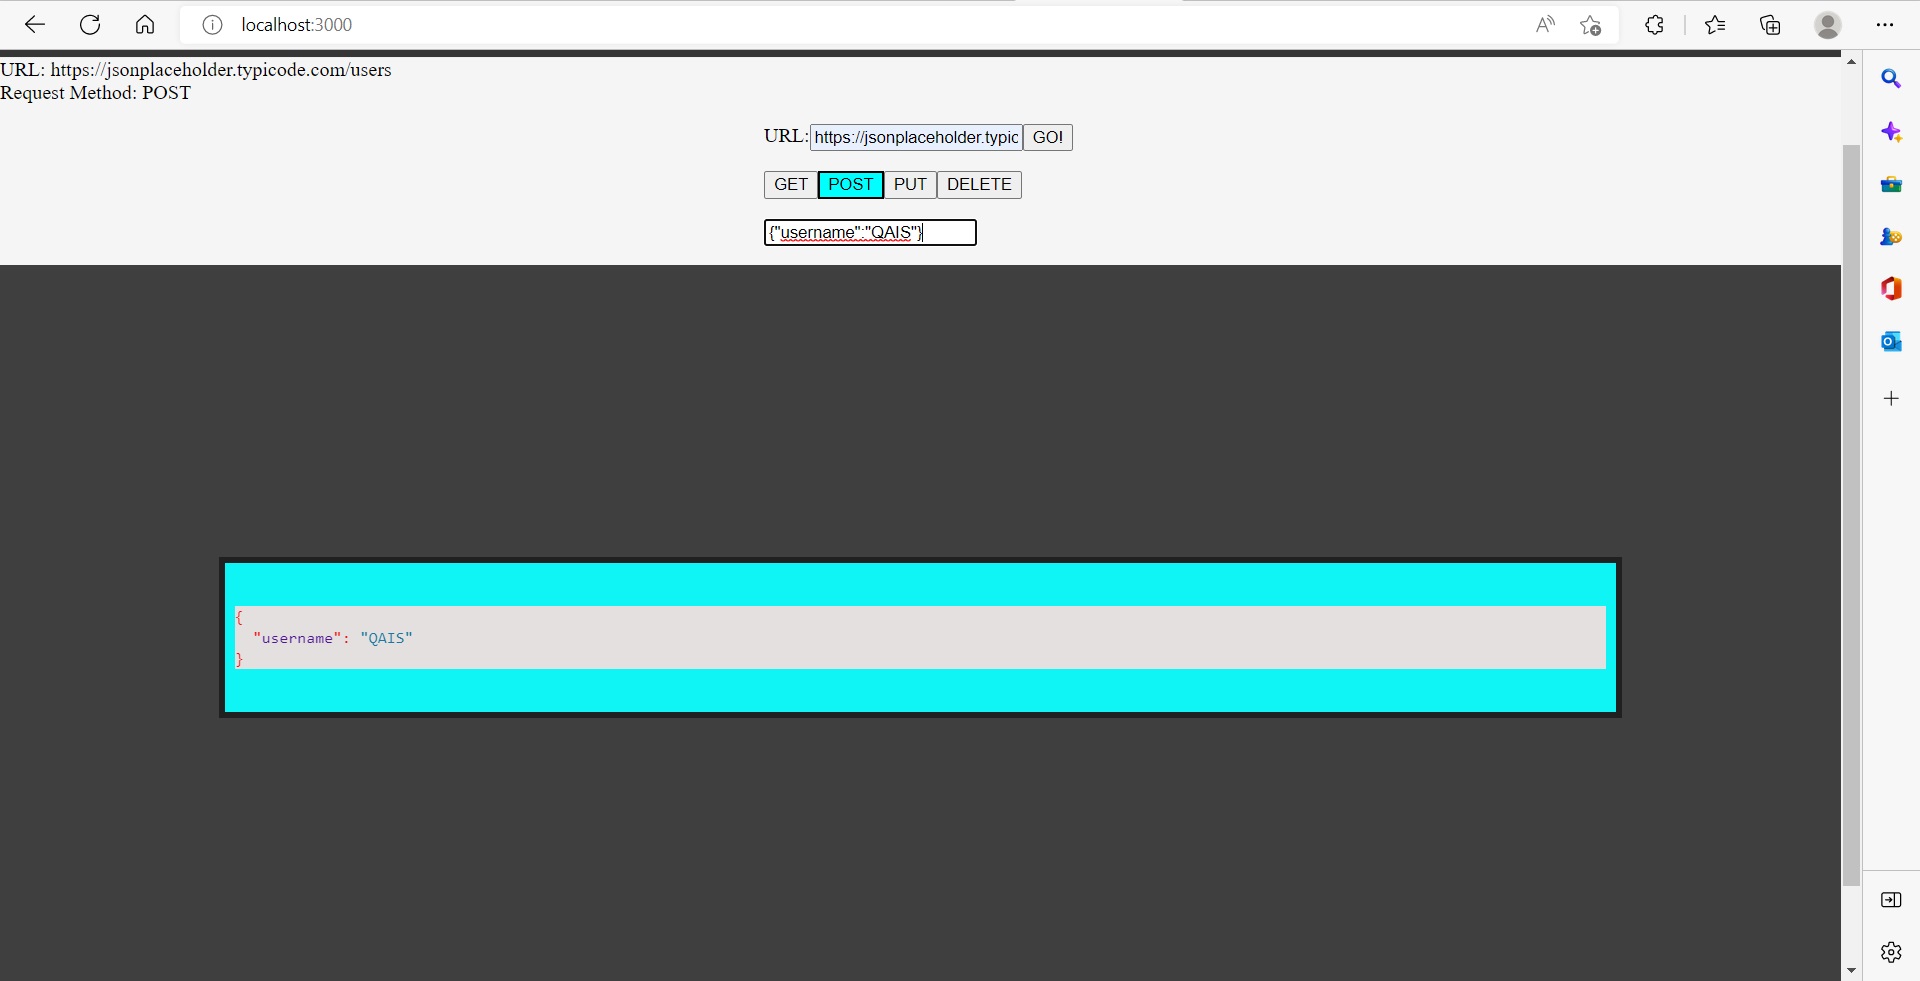 localhost:3000
URL: https://jsonplaceholder.typicode.com/users
Request Method: POST
URL: https://jsonplaceholder.typic GO!
GET POST PUT DELETE
{"username":"QAIS"}
{
"username": "QAIS"
}